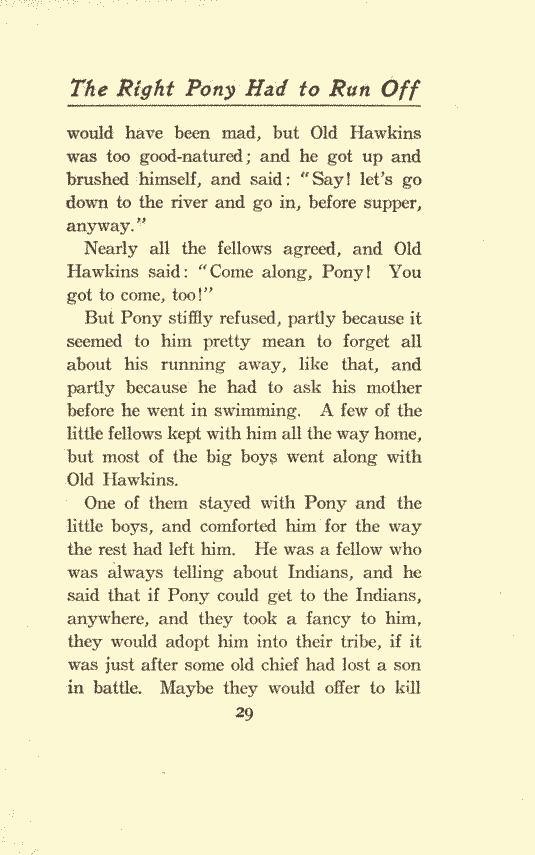 The Right Pony Had to Run Off
would have been mad, but Old Hawkins
was too good-natured; and he got up and
brushed himself, and said: "Say! let's go
down to the river and go in, before supper,
anyway."
Nearly all the fellows agreed, and Old
Hawkins said: "Come along, Pony! You
got to come, too!"
But Pony stiffly refused, partly because it
seemed to him pretty mean to forget all
about his running away, like that, and
partly because he had to ask his mother
before he went in swimming. A few of the
little fellows kept with him all the way home,
but most of the big boys went along with
Old Hawkins.
One of them stayed with Pony and the
little boys, and comforted him for the way
the rest had left him. He was a fellow who
was always telling about Indians, and he
said that if Pony could get to the Indians,
anywhere, and they took a fancy to him,
they would adopt him into their tribe, if it
was just after some old chief had lost a son
in battle. Maybe they would offer to kill
29